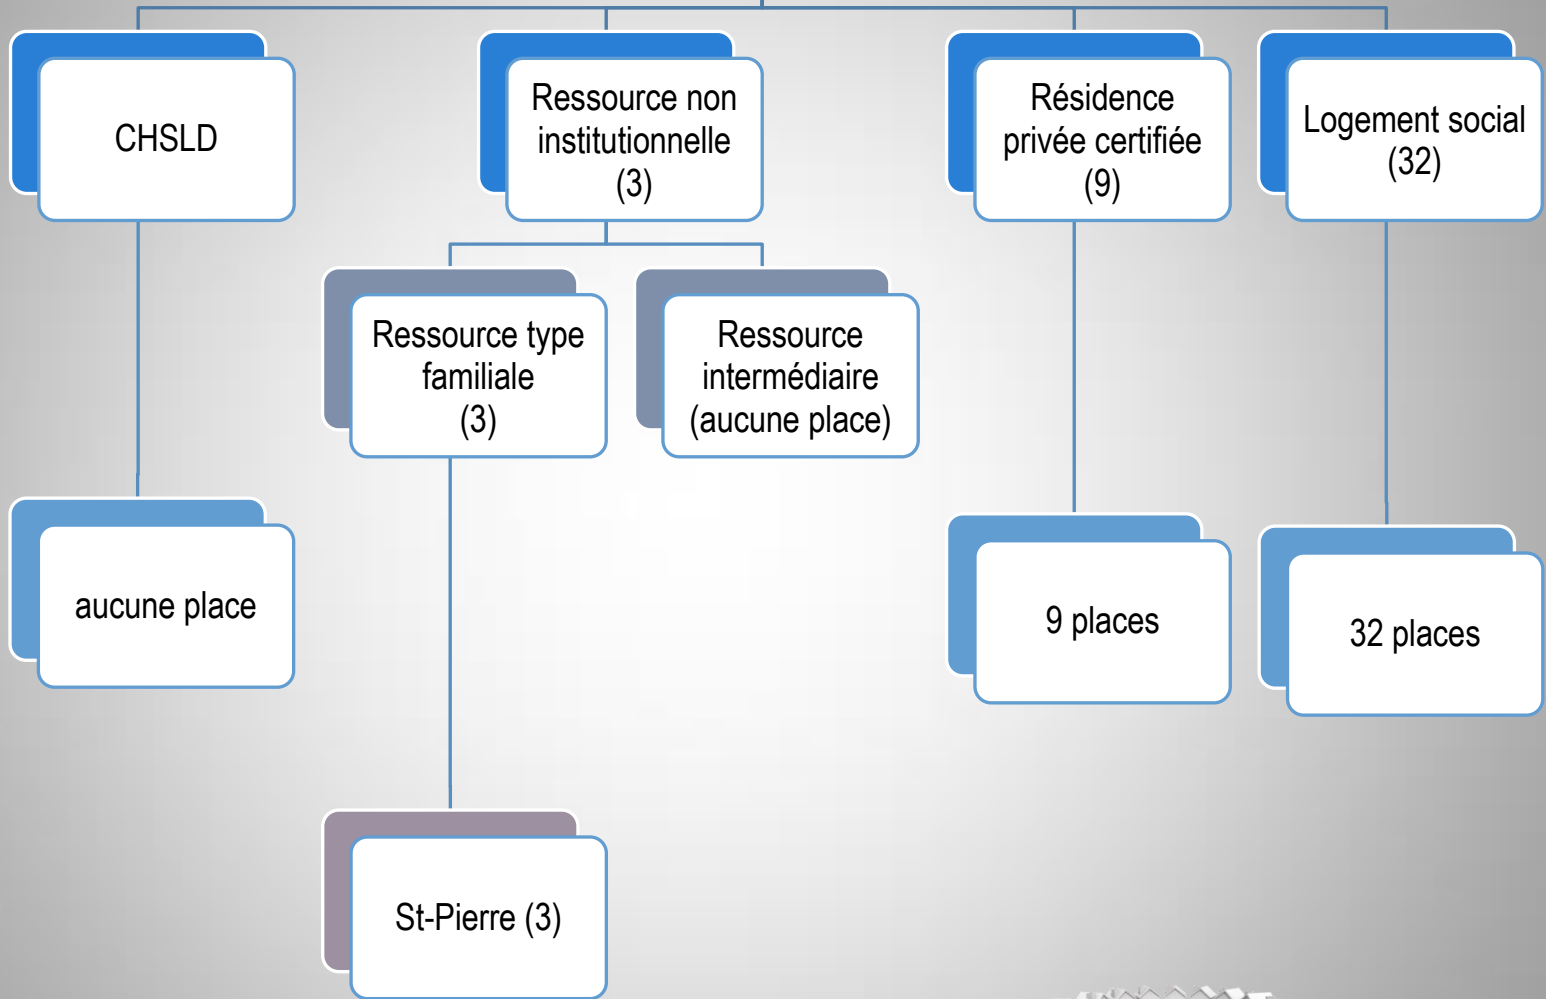 CHSLD
Ressource non
institutionnelle
(3)
Résidence
privée certifiée
(9)
Logement social
(32)
Ressource type
familiale
(3)
Ressource
intermédiaire
(aucune place)
aucune place
9 places
32 places
St-Pierre (3)